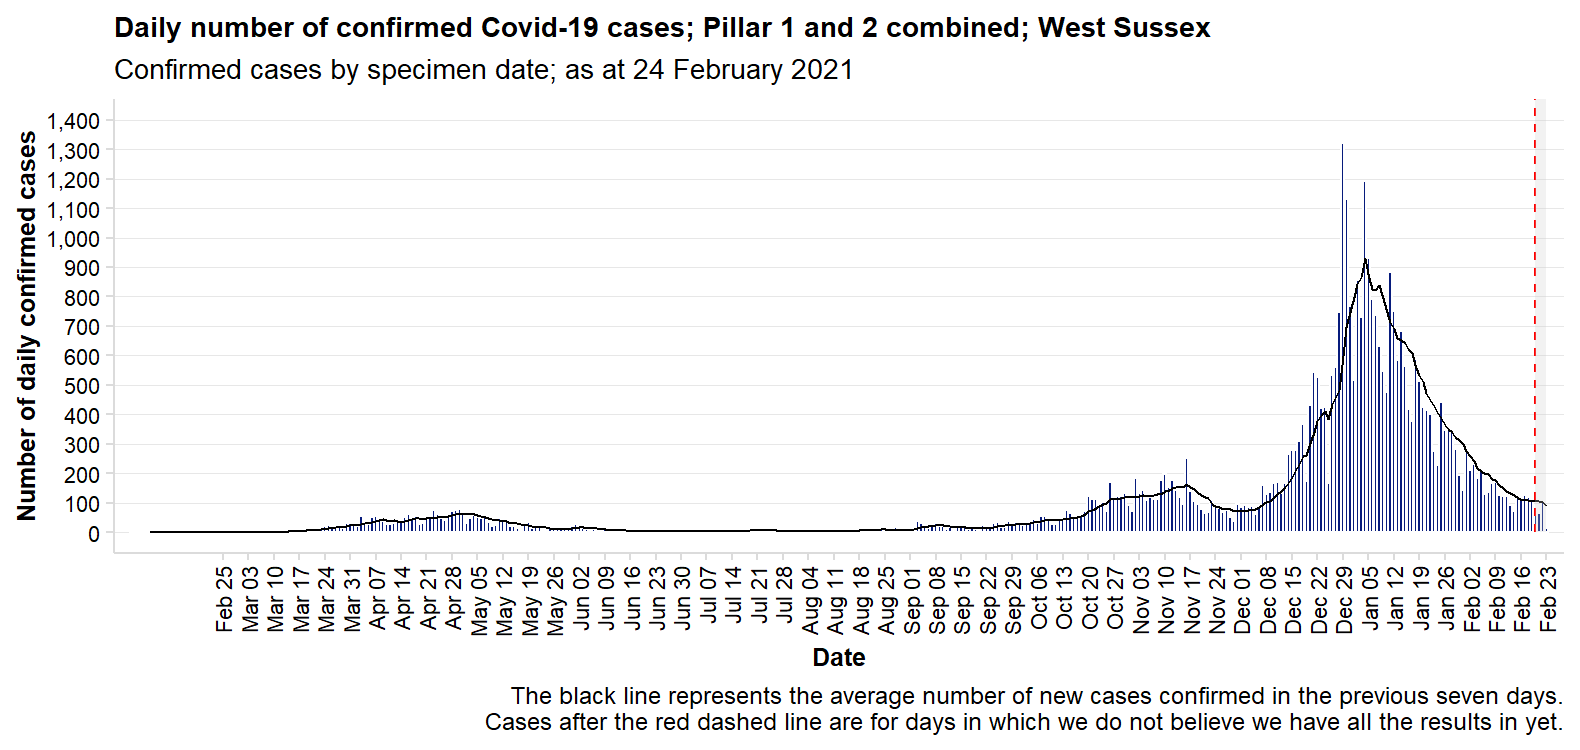 Daily number of confirmed Covid-19 cases; Pillar 1 and 2 combined; West Sussex
Confirmed cases by specimen date; as at 24 February 2021
Number of daily confirmed cases
1,400
1,300
1,200
1,100
1,000
900
800
700
600
500
400
300
200
100
0
Feb 25
Mar 03
Mar 10
Mar 17
Mar 24
Mar 31
Apr 07
Apr 14
Apr 21
Apr 28
May 05
May 12
May 19
May 26
Jun 02
Jun 09
Jun 16
Jun 23
Jun 30
Jul 07
Jul 14
Jul 21
Jul 28
Aug 04
Aug 11
Aug 18
Aug 25
Sep 01
Sep 08
Sep 15
Sep 22
Sep 29
Oct 06
Oct 13
Oct 20
Oct 27
Nov 03
Nov 10
Nov 17
Nov 24
Dec 01
Dec 08
Dec 15
Dec 22
Dec 29
Jan 05
Jan 12
Jan 19
Jan 26
Feb 02
Feb 09
Feb 16
Feb 23
Date
The black line represents the average number of new cases confirmed in the previous seven days.
Cases after the red dashed line are for days in which we do not believe we have all the results in yet.